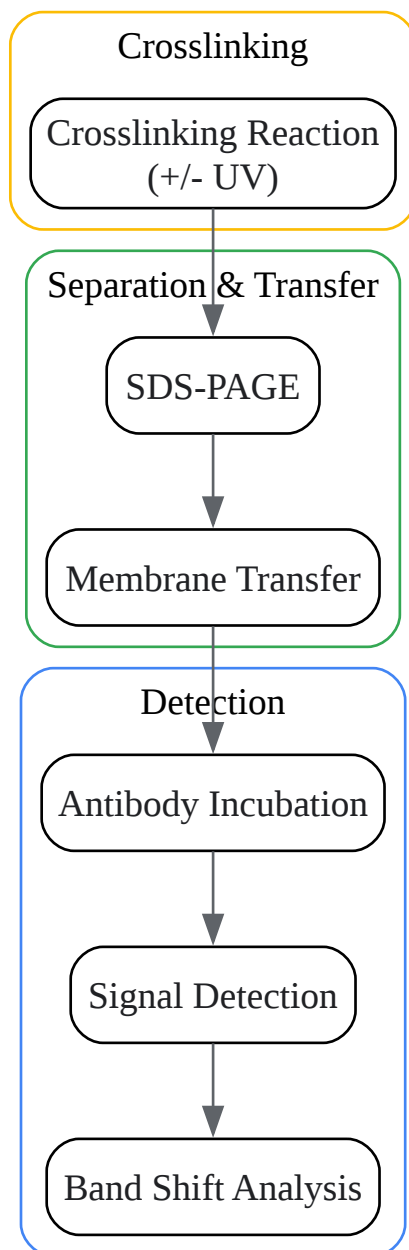 Crosslinking
Crosslinking Reaction
(+/- UV)
Separation & Transfer
SDS-PAGE
Membrane Transfer
Detection
Antibody Incubation
Signal Detection
Band Shift Analysis